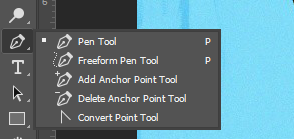 Pen Tool P
Freeform Pen Tool P
Add Anchor Point Tool
Delete Anchor Point Tool
Convert Point Tool